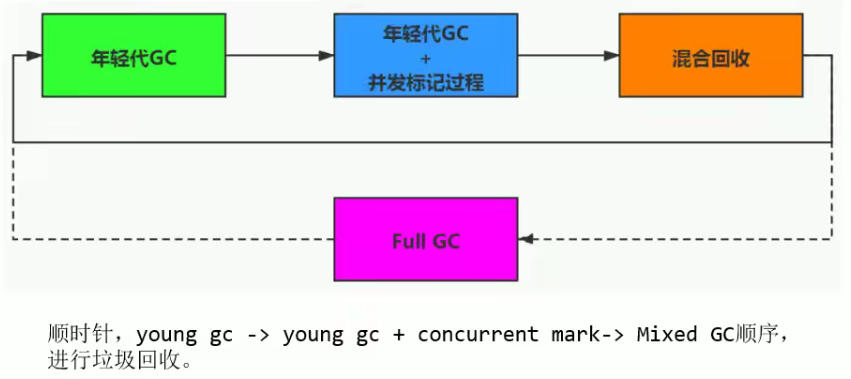 年轻代GC
年轻代GC
+
并发标记过程
混合回收
Full GC
顺时针，young gc -> young gc + concurrent mark-> Mixed GC顺序，
进行垃圾回收。